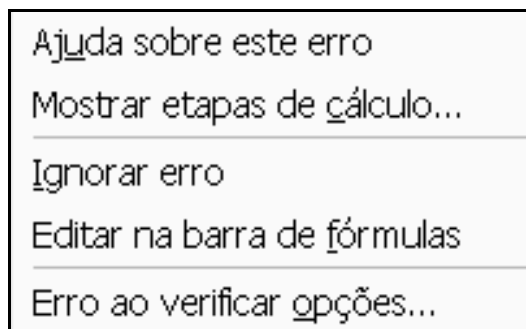 Ajuda sobre este erro
Mostrar etapas de cálculo...
Ignorar erro
Editar na barra de fórmulas
Erro ao verificar opções...